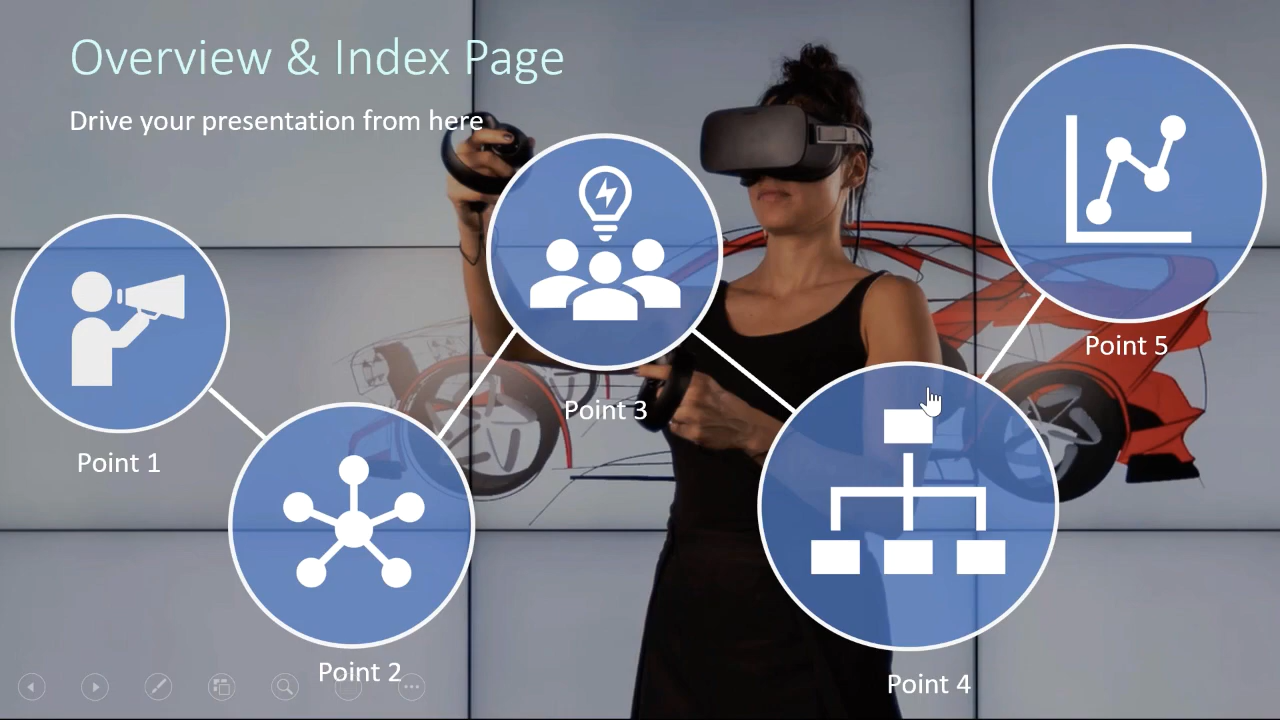 Overview & Index Page
Drive your presentation from here
Point 1
Point 2
Point 3
Point 4
Point 5